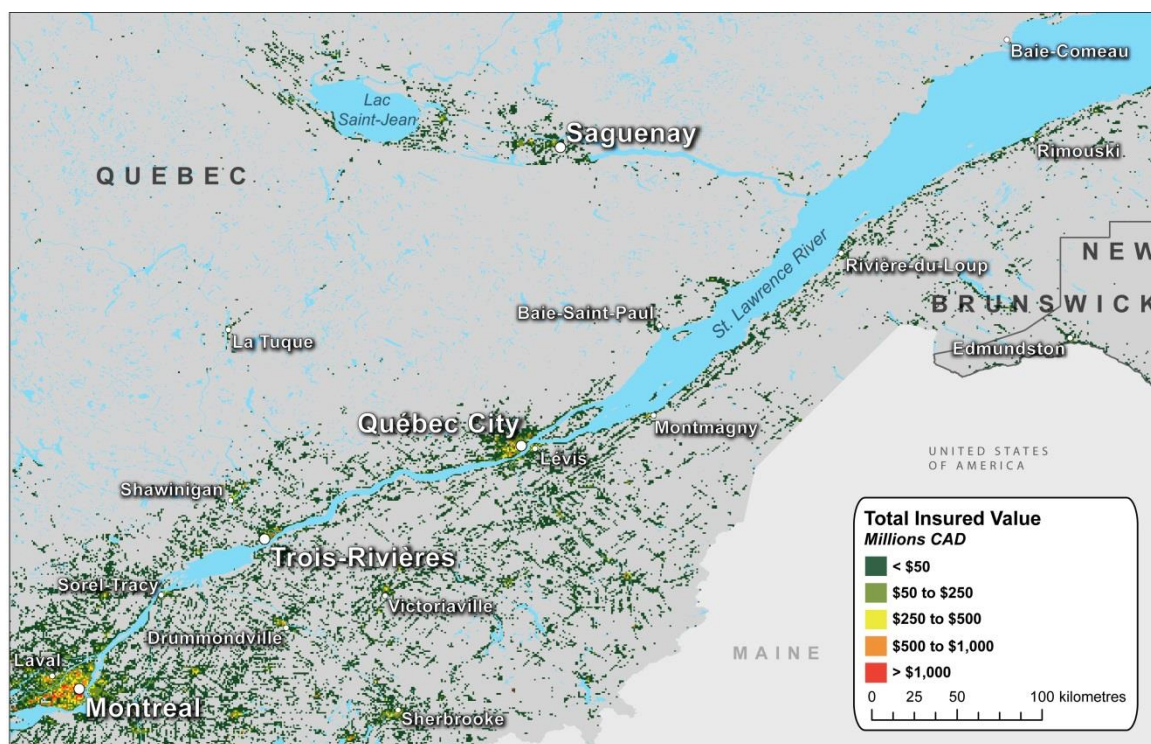 Baie-Comeau
Lac
Saint-Jean
Saguenay
Rimouski
QUEBEC
NEW
BRUNSWICK
Rivière-du-Loup
St. Lawrence River
Baie-Saint-Paul
La Tuque
Edmundston
Québec City
Montmagny
Lévis
UNITED STATES
OF AMERICA
Shawinigan
Trois-Rivières
Sorel-Tracy
Victoriaville
Drummondville
MAINE
Laval
Montreal
Sherbrooke
Total Insured Value
Millions CAD
< $50
$50 to $250
$250 to $500
$500 to $1,000
> $1,000
0 25 50 100 kilometres